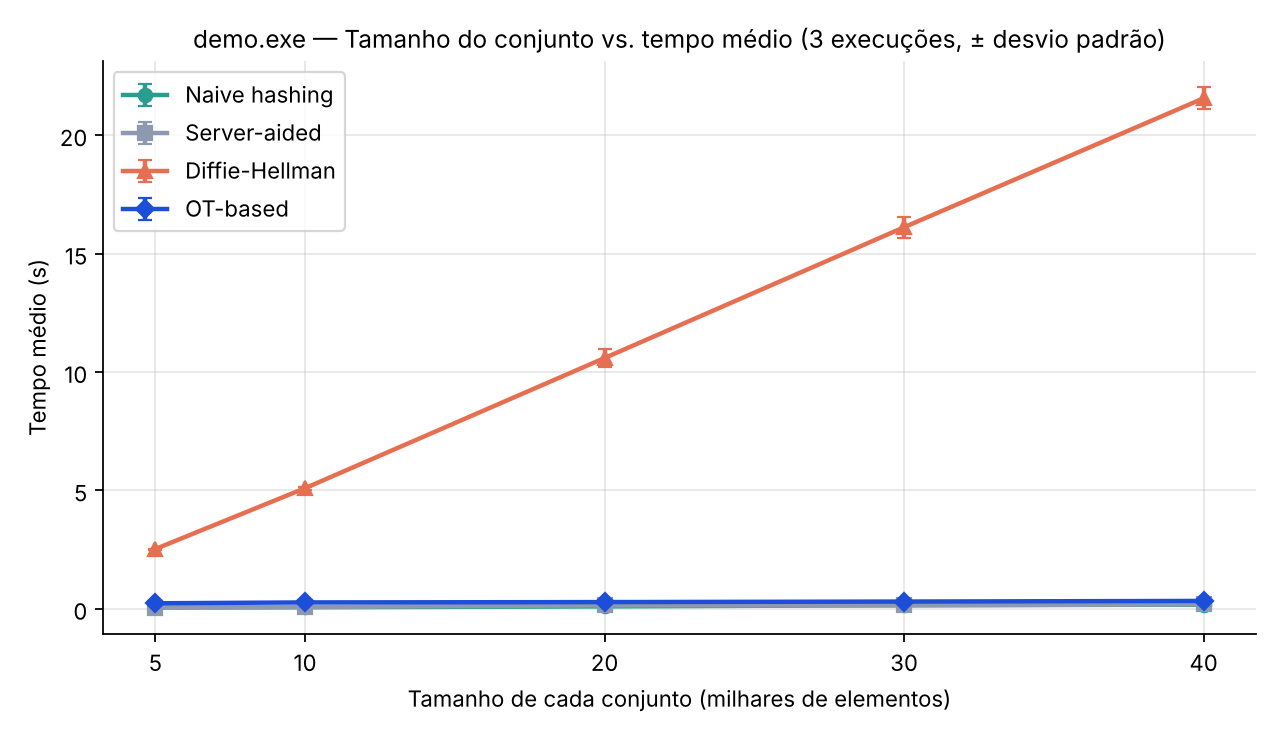 demo.exe — Tamanho do conjunto vs. tempo médio (3 execuções, ± desvio padrão)
Naive hashing
Server-aided
Diffie-Hellman
OT-based
Tempo médio (s)
20
15
10
5
0
5 10 20 30 40
Tamanho de cada conjunto (milhares de elementos)